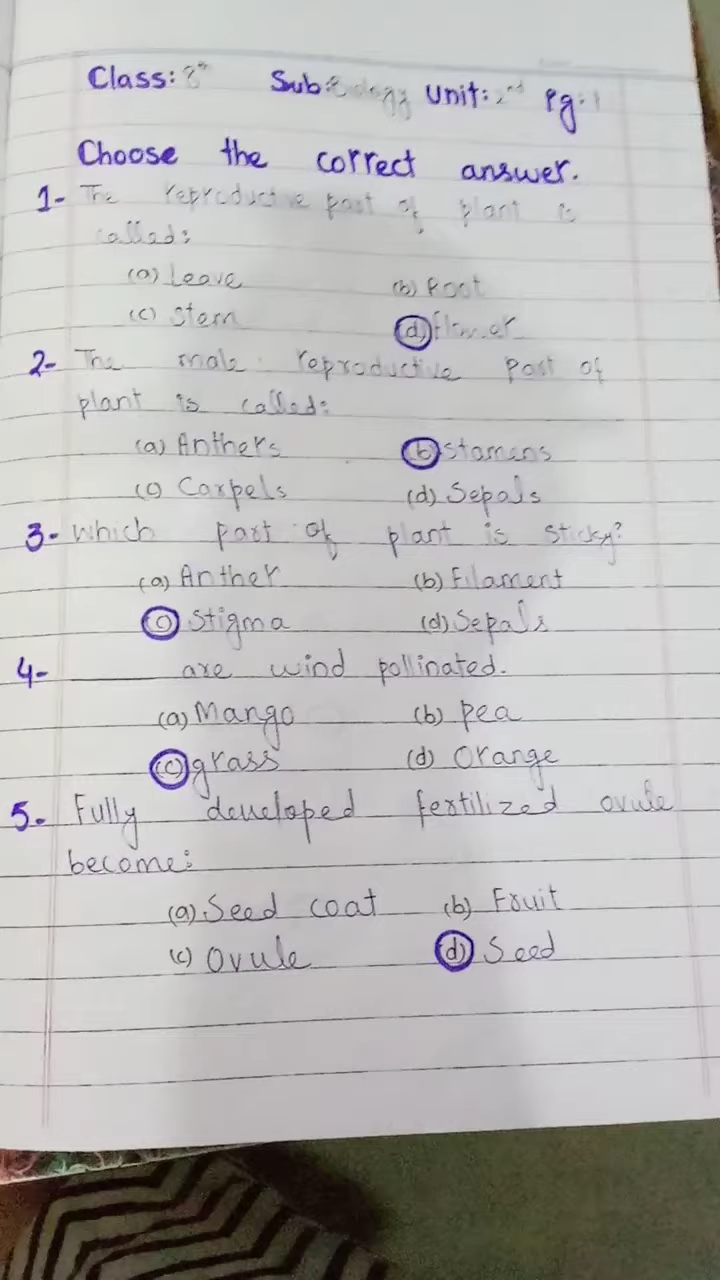 Class: 8th Sub: Biology Unit: 2nd Pg: 1
Choose the correct answer.
1- The reproductive part of plant is
called:
(a) Leave (b) Root
(c) Stem (d) flower
2- The male reproductive part of
plant is called:
(a) Anthers (b) Stamens
(c) Carpels (d) Sepals
3- Which part of plant is sticky?
(a) Anther (b) Filament
(c) Stigma (d) Sepals
4- ______ are wind pollinated.
(a) Mango (b) Pea
(c) grass (d) Orange
5- Fully developed fertilized ovule
become:
(a) Seed coat (b) Fruit
(c) Ovule (d) Seed